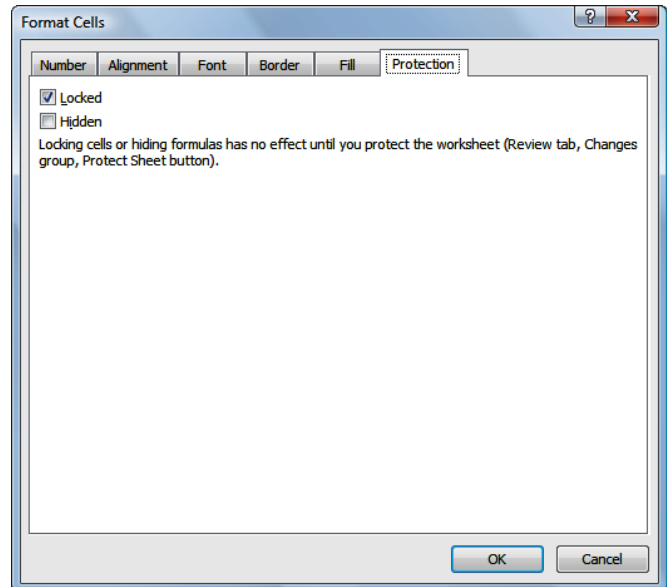 Format Cells
Number Alignment Font Border Fill Protection
Locked
Hidden
Locking cells or hiding formulas has no effect until you protect the worksheet (Review tab, Changes
group, Protect Sheet button).
OK Cancel